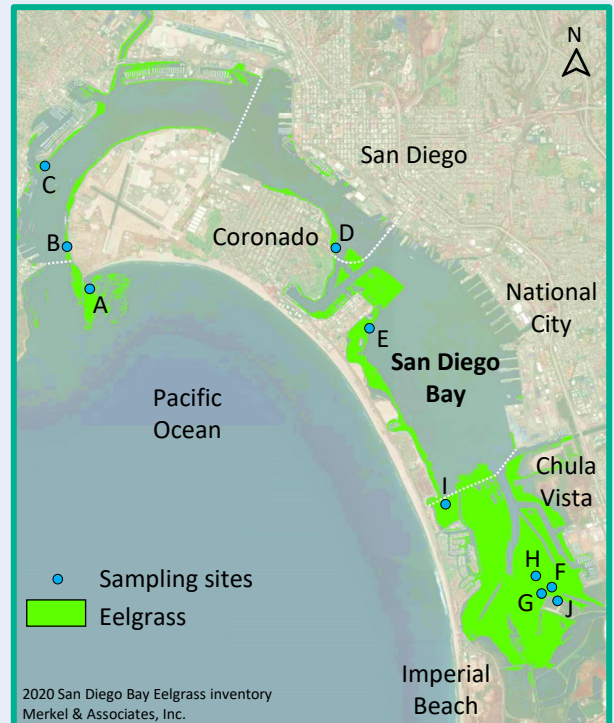 N
San Diego
C
Coronado
D
B
A
National
City
E
San Diego
Bay
Pacific
Ocean
Chula
Vista
I
H
F
G
J
Sampling sites
Eelgrass
Imperial
Beach
2020 San Diego Bay Eelgrass inventory
Merkel & Associates, Inc.